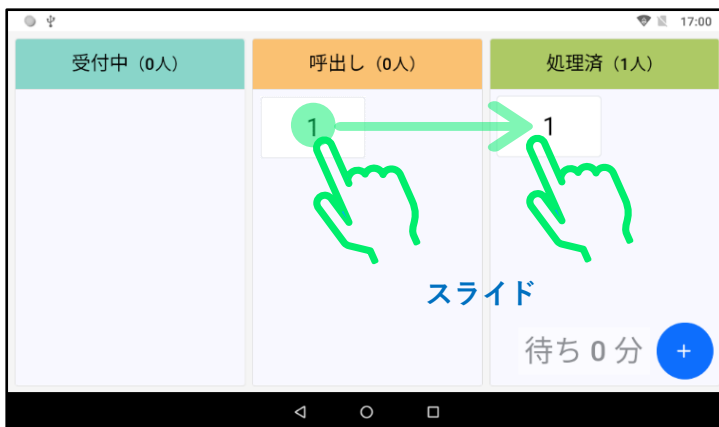 17:00
受付中（0人）
呼出し（0人）
処理済（1人）
1
1
スライド
待ち 0 分
+